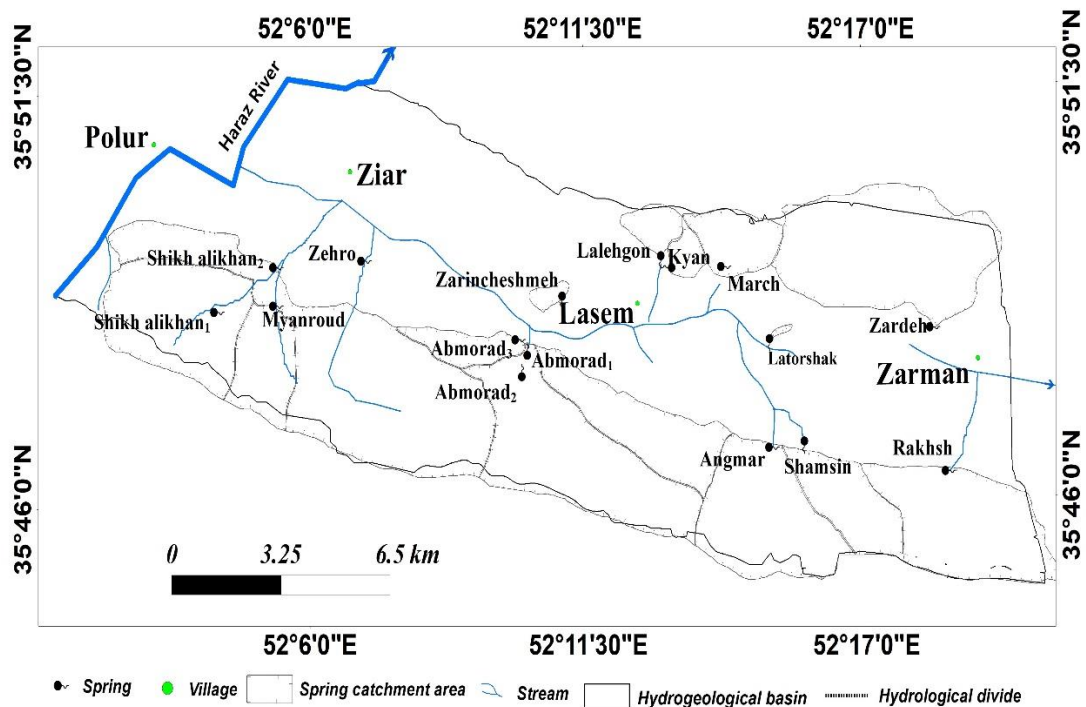 52°6'0"E 52°11'30"E 52°17'0"E
35°51'30"N
35°51'30"N
Haraz River
Polur
Ziar
Shikh alikhan2
Zehro
Lalehgon
Kyan
March
Zarincheshmeh
Lasem
Shikh alikhan1
Myanroud
Zardeh
Abmorad3
Abmorad1
Latorshak
Zarman
Abmorad2
Angmar
Shamsin
Rakhsh
35°46'0"N
35°46'0"N
0 3.25 6.5 km
52°6'0"E 52°11'30"E 52°17'0"E
Spring Village Spring catchment area Stream Hydrogeological basin Hydrological divide